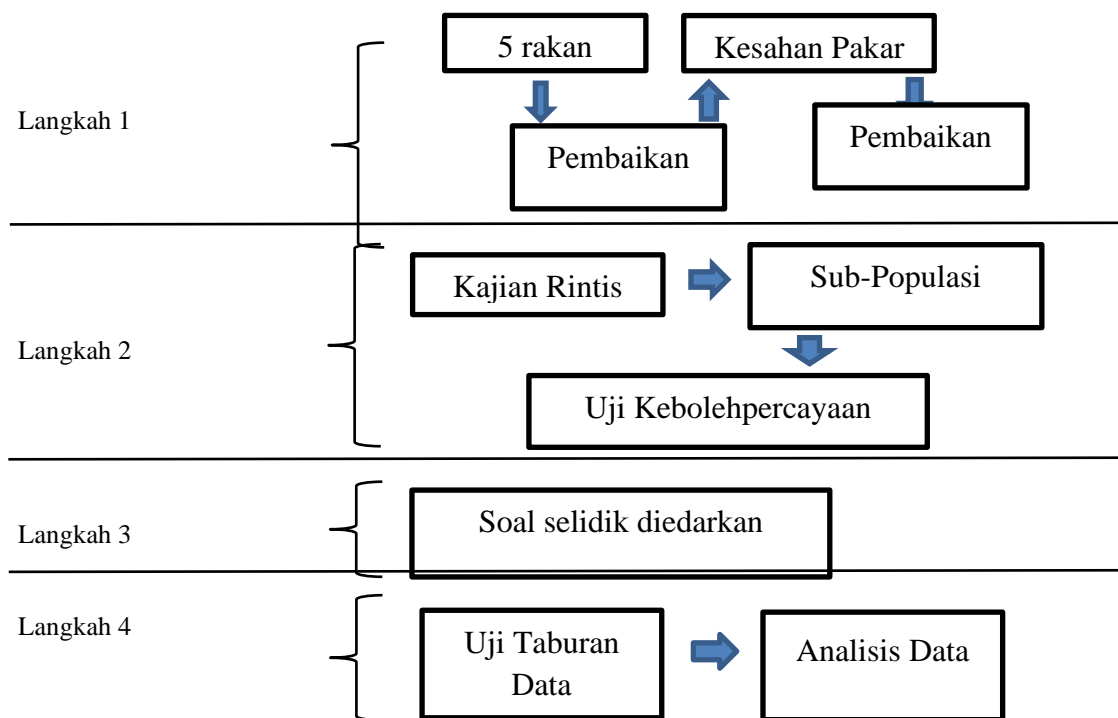 5 rakan
Kesahan Pakar
Langkah 1
Pembaikan
Pembaikan
Kajian Rintis
Sub-Populasi
Langkah 2
Uji Kebolehpercayaan
Soal selidik diedarkan
Langkah 3
Langkah 4
Uji Taburan
Data
Analisis Data